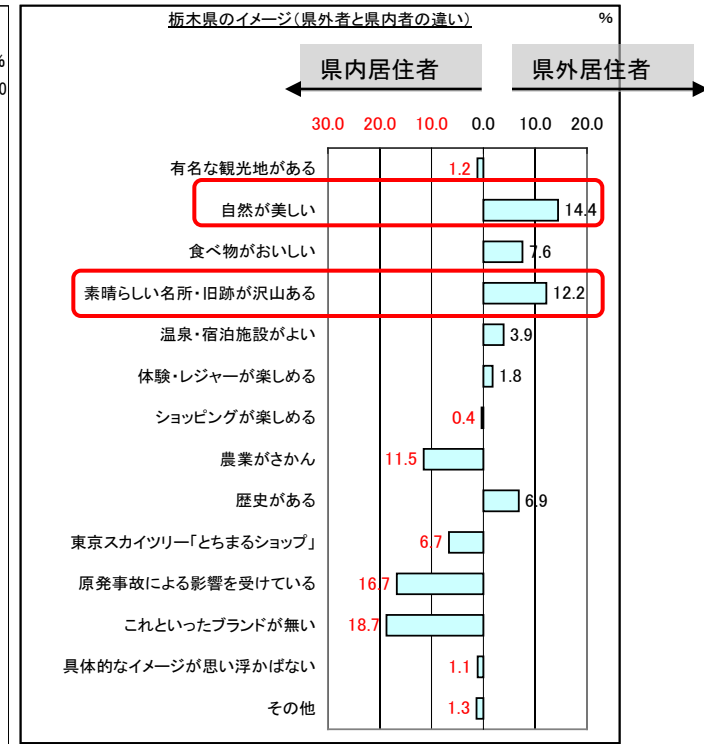 %
0
栃木県のイメージ(県外者と県内者の違い)
%
県内居住者
県外居住者
30.0 20.0 10.0 0.0 10.0 20.0
有名な観光地がある 1.2
自然が美しい 14.4
食べ物がおいしい 7.6
素晴らしい名所・旧跡が沢山ある 12.2
温泉・宿泊施設がよい 3.9
体験・レジャーが楽しめる 1.8
ショッピングが楽しめる 0.4
農業がさかん 11.5
歴史がある 6.9
東京スカイツリー「とちまるショップ」 6.7
原発事故による影響を受けている 16.7
これといったブランドが無い 18.7
具体的なイメージが思い浮かばない 1.1
その他 1.3